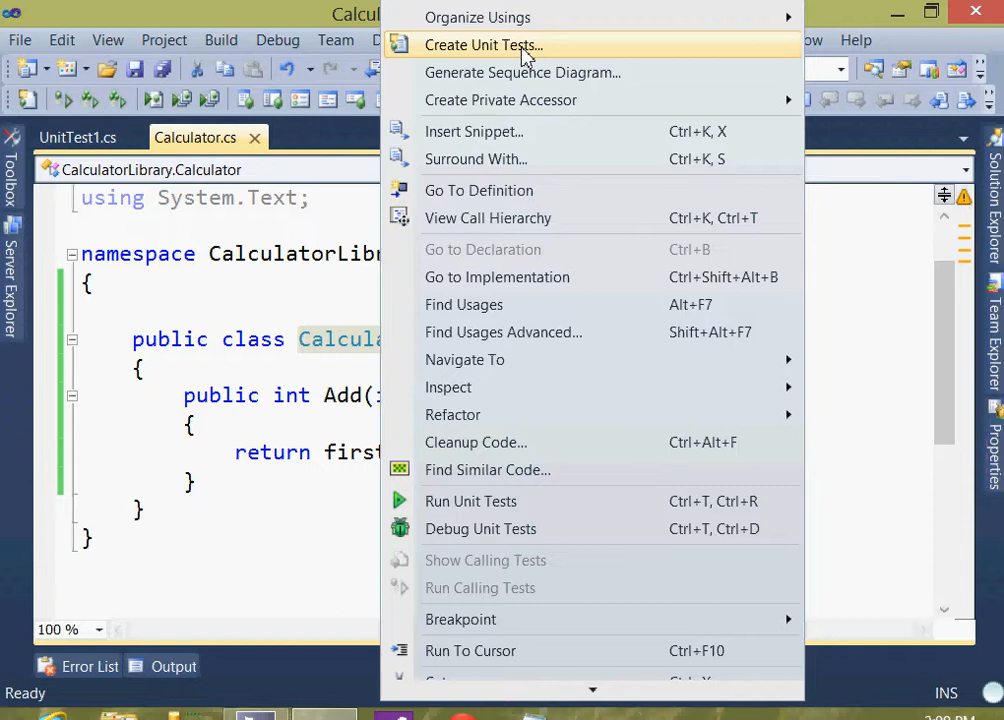 Calcula
File Edit View Project Build Debug Team
ow Help
UnitTest1.cs Calculator.cs
CalculatorLibrary.Calculator
using System.Text;
namespace CalculatorLib
{
public class Calcula
{
public int Add(i
{
return first
}
}
}
100 %
Error List Output
Ready
INS
Toolbox
Server Explorer
Organize Usings
Create Unit Tests...
Generate Sequence Diagram...
Create Private Accessor
Insert Snippet... Ctrl+K, X
Surround With... Ctrl+K, S
Go To Definition
View Call Hierarchy Ctrl+K, Ctrl+T
Go to Declaration Ctrl+B
Go to Implementation Ctrl+Shift+Alt+B
Find Usages Alt+F7
Find Usages Advanced... Shift+Alt+F7
Navigate To
Inspect
Refactor
Cleanup Code... Ctrl+Alt+F
Find Similar Code...
Run Unit Tests Ctrl+T, Ctrl+R
Debug Unit Tests Ctrl+T, Ctrl+D
Show Calling Tests
Run Calling Tests
Breakpoint
Run To Cursor Ctrl+F10
Solution Explorer
Team Explorer
Properties